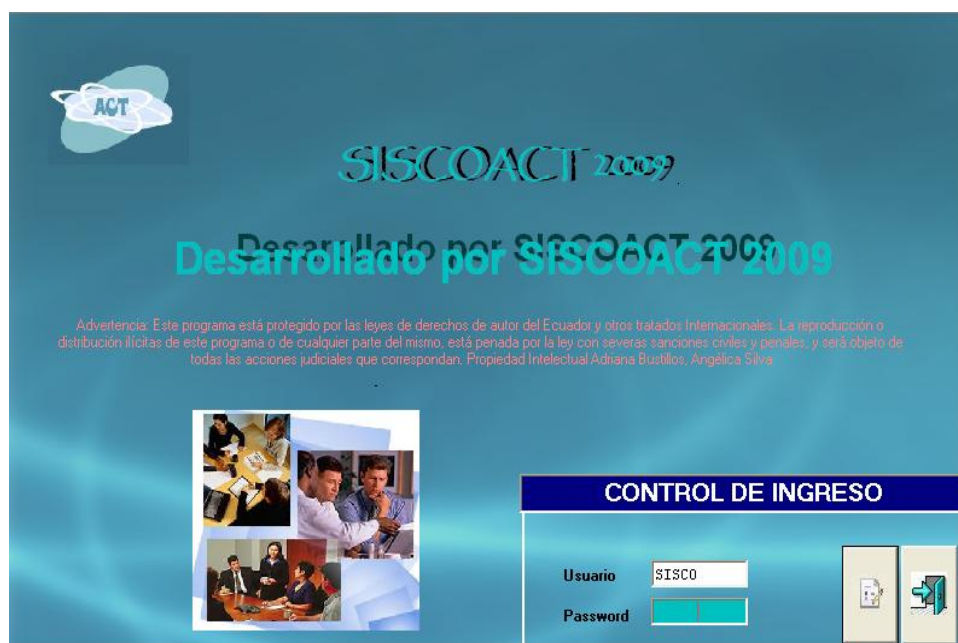 ACT
SISCOACT 2009
Desarrollado por SISCOACT 2009
Advertencia: Este programa está protegido por las leyes de derechos de autor del Ecuador y otros tratados Internacionales. La reproducción o
distribución ilícitas de este programa o de cualquier parte del mismo, está penada por la ley con severas sanciones civiles y penales, y será objeto de
todas las acciones judiciales que correspondan. Propiedad Intelectual Adriana Bustillos, Angélica Silva
CONTROL DE INGRESO
Usuario SISCO
Password